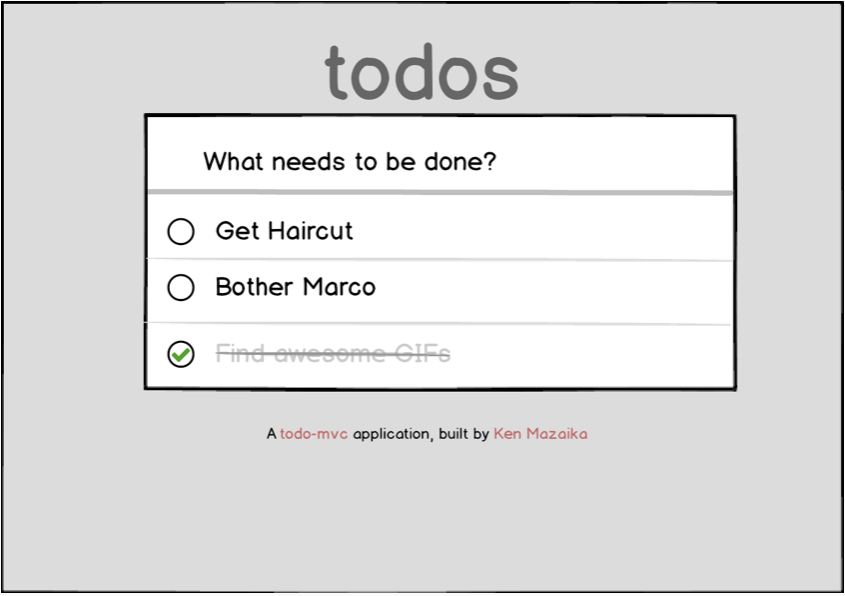 todos
What needs to be done?
Get Haircut
Bother Marco
Find awesome GIFs
A todo-mvc application, built by Ken Mazaika